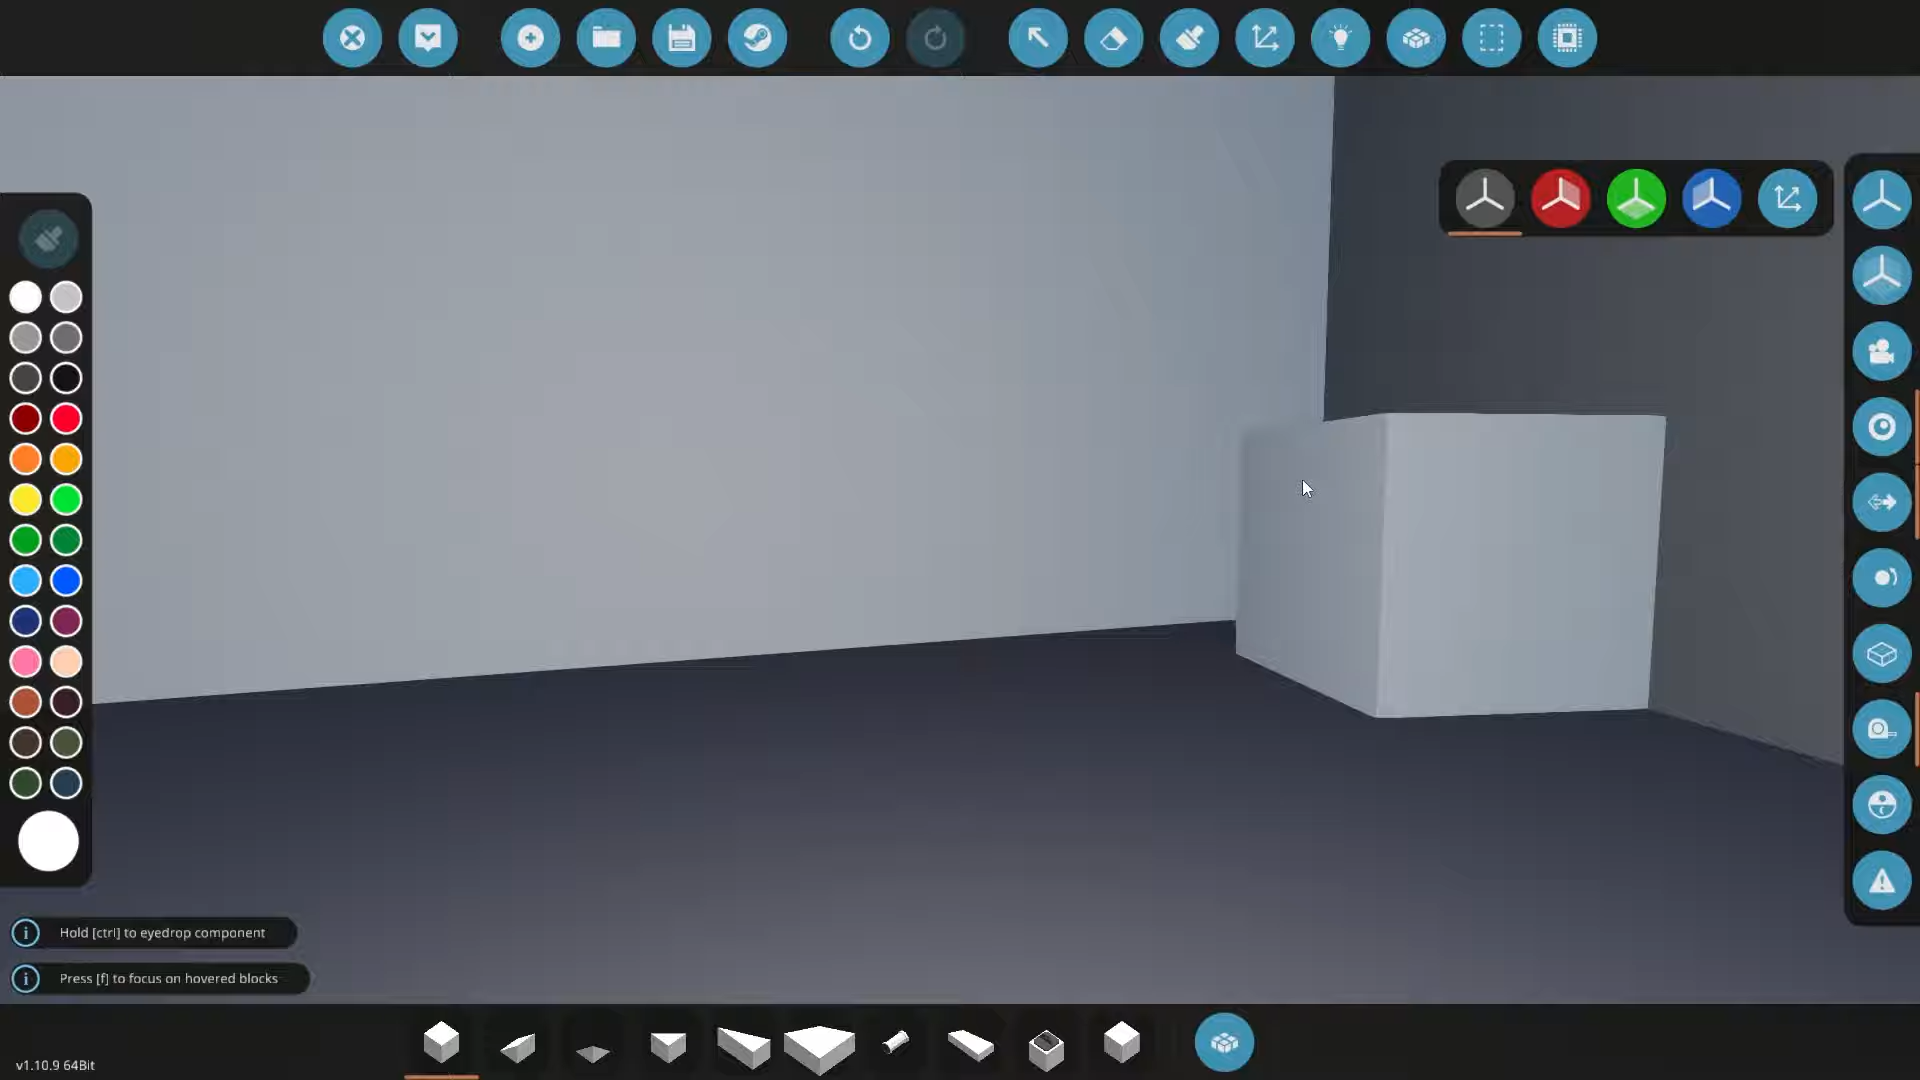 Hold [ctrl] to eyedrop component
Press [f] to focus on hovered blocks
v1.10.9 64Bit